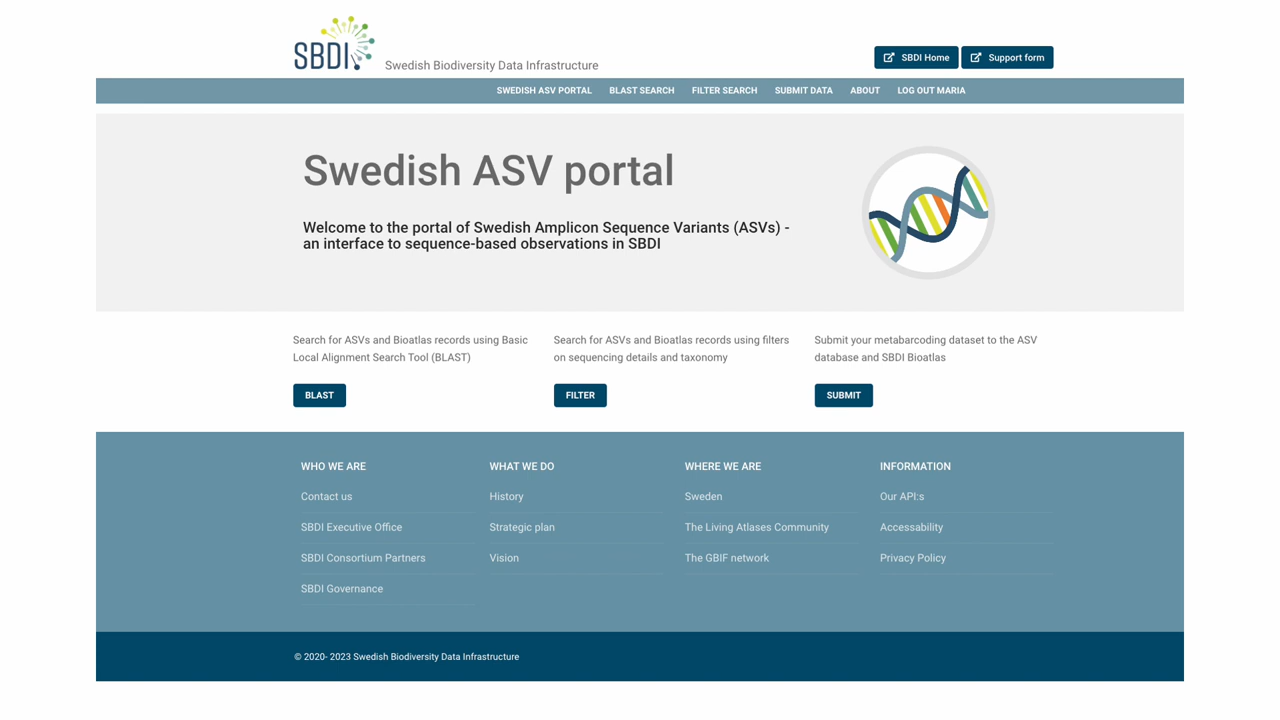 SBDI
Swedish Biodiversity Data Infrastructure
SBDI Home
Support form
SWEDISH ASV PORTAL
BLAST SEARCH
FILTER SEARCH
SUBMIT DATA
ABOUT
LOG OUT MARIA
Swedish ASV portal
Welcome to the portal of Swedish Amplicon Sequence Variants (ASVs) -
an interface to sequence-based observations in SBDI
Search for ASVs and Bioatlas records using Basic
Local Alignment Search Tool (BLAST)
BLAST
Search for ASVs and Bioatlas records using filters
on sequencing details and taxonomy
FILTER
Submit your metabarcoding dataset to the ASV
database and SBDI Bioatlas
SUBMIT
WHO WE ARE
Contact us
SBDI Executive Office
SBDI Consortium Partners
SBDI Governance
WHAT WE DO
History
Strategic plan
Vision
WHERE WE ARE
Sweden
The Living Atlases Community
The GBIF network
INFORMATION
Our API:s
Accessability
Privacy Policy
© 2020- 2023 Swedish Biodiversity Data Infrastructure